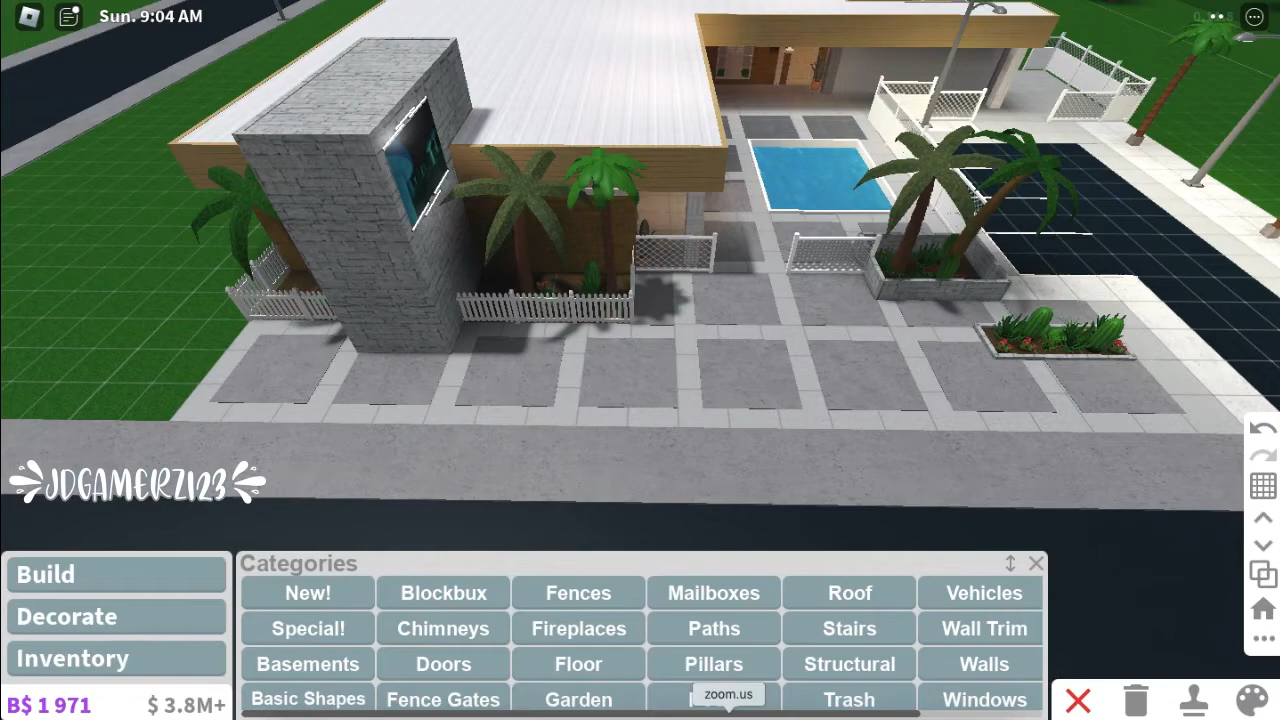 Sun. 9:04 AM
JDGAMERZ123
Build
Decorate
Inventory
B$ 1 971
$ 3.8M+
Categories
New!
Blockbux
Fences
Mailboxes
Roof
Vehicles
Special!
Chimneys
Fireplaces
Paths
Stairs
Wall Trim
Basements
Doors
Floor
Pillars
Structural
Walls
Basic Shapes
Fence Gates
Garden
zoom.us
Trash
Windows